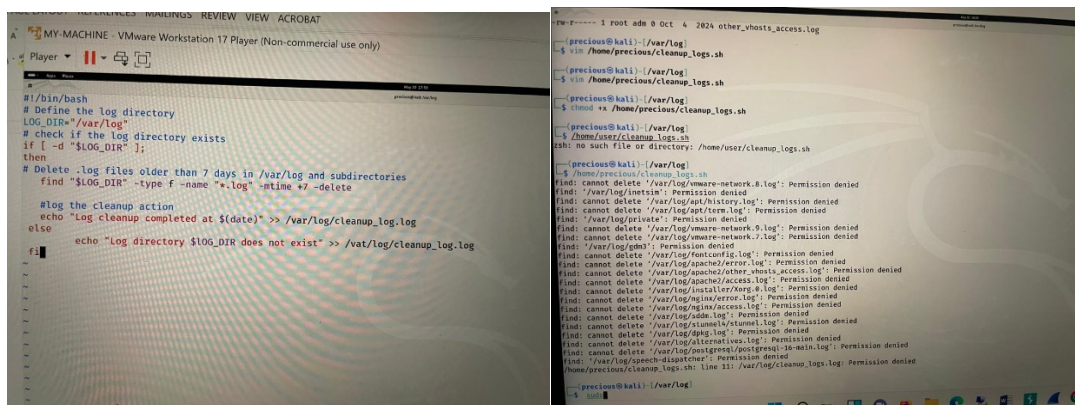 REFERENCES MAILINGS REVIEW VIEW ACROBAT
MY-MACHINE - VMware Workstation 17 Player (Non-commercial use only)
Player
#!/bin/bash
# Define the log directory
LOG_DIR="/var/log"
# check if the log directory exists
if [ -d "$LOG_DIR" ];
then
# Delete .log files older than 7 days in /var/log and subdirectories
find "$LOG_DIR" -type f -name "*.log" -mtime +7 -delete
#log the cleanup action
echo "Log cleanup completed at $(date)" >> /var/log/cleanup_log.log
else
echo "Log directory $lOG_DIR does not exist" >> /vat/log/cleanup_log.log
fi
~
~
~
~
~
~
~
~
~
~
~
-rw-r----- 1 root adm 0 Oct 4 2024 other_vhosts_access.log
(precious㉿kali)-[/var/log]
$ vim /home/precious/cleanup_logs.sh
(precious㉿kali)-[/var/log]
$ vim /home/precious/cleanup_logs.sh
(precious㉿kali)-[/var/log]
$ chmod +x /home/precious/cleanup_logs.sh
(precious㉿kali)-[/var/log]
$ /home/user/cleanup_logs.sh
zsh: no such file or directory: /home/user/cleanup_logs.sh
(precious㉿kali)-[/var/log]
$ /home/precious/cleanup_logs.sh
find: cannot delete '/var/log/vmware-network.8.log': Permission denied
find: '/var/log/inetsim': Permission denied
find: cannot delete '/var/log/apt/history.log': Permission denied
find: cannot delete '/var/log/apt/term.log': Permission denied
find: '/var/log/private': Permission denied
find: cannot delete '/var/log/vmware-network.9.log': Permission denied
find: cannot delete '/var/log/vmware-network.7.log': Permission denied
find: '/var/log/gdm3': Permission denied
find: cannot delete '/var/log/fontconfig.log': Permission denied
find: cannot delete '/var/log/apache2/error.log': Permission denied
find: cannot delete '/var/log/apache2/other_vhosts_access.log': Permission denied
find: cannot delete '/var/log/apache2/access.log': Permission denied
find: cannot delete '/var/log/installer/Xorg.0.log': Permission denied
find: cannot delete '/var/log/nginx/error.log': Permission denied
find: cannot delete '/var/log/nginx/access.log': Permission denied
find: cannot delete '/var/log/sddm.log': Permission denied
find: cannot delete '/var/log/stunnel4/stunnel.log': Permission denied
find: cannot delete '/var/log/dpkg.log': Permission denied
find: cannot delete '/var/log/alternatives.log': Permission denied
find: cannot delete '/var/log/postgresql/postgresql-16-main.log': Permission denied
find: '/var/log/speech-dispatcher': Permission denied
/home/precious/cleanup_logs.sh: line 11: /var/log/cleanup_logs.log: Permission denied
(precious㉿kali)-[/var/log]
$ sudo